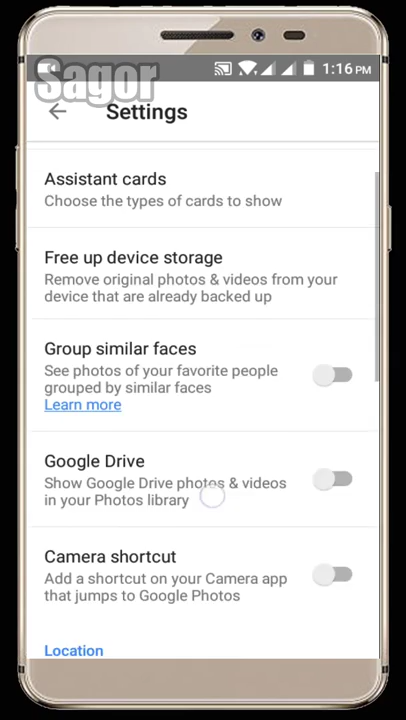 Sagor
1:16 PM
Settings
Assistant cards
Choose the types of cards to show
Free up device storage
Remove original photos & videos from your
device that are already backed up
Group similar faces
See photos of your favorite people
grouped by similar faces
Learn more
Google Drive
Show Google Drive photos & videos
in your Photos library
Camera shortcut
Add a shortcut on your Camera app
that jumps to Google Photos
Location